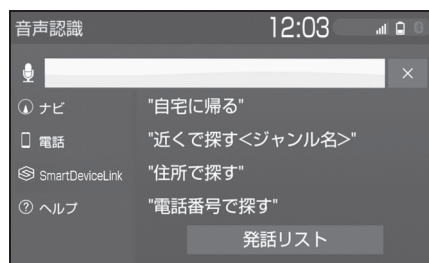 音声認識 12:03
ナビ "自宅に帰る"
電話 "近くで探す<ジャンル名>"
SmartDeviceLink "住所で探す"
ヘルプ "電話番号で探す"
発話リスト